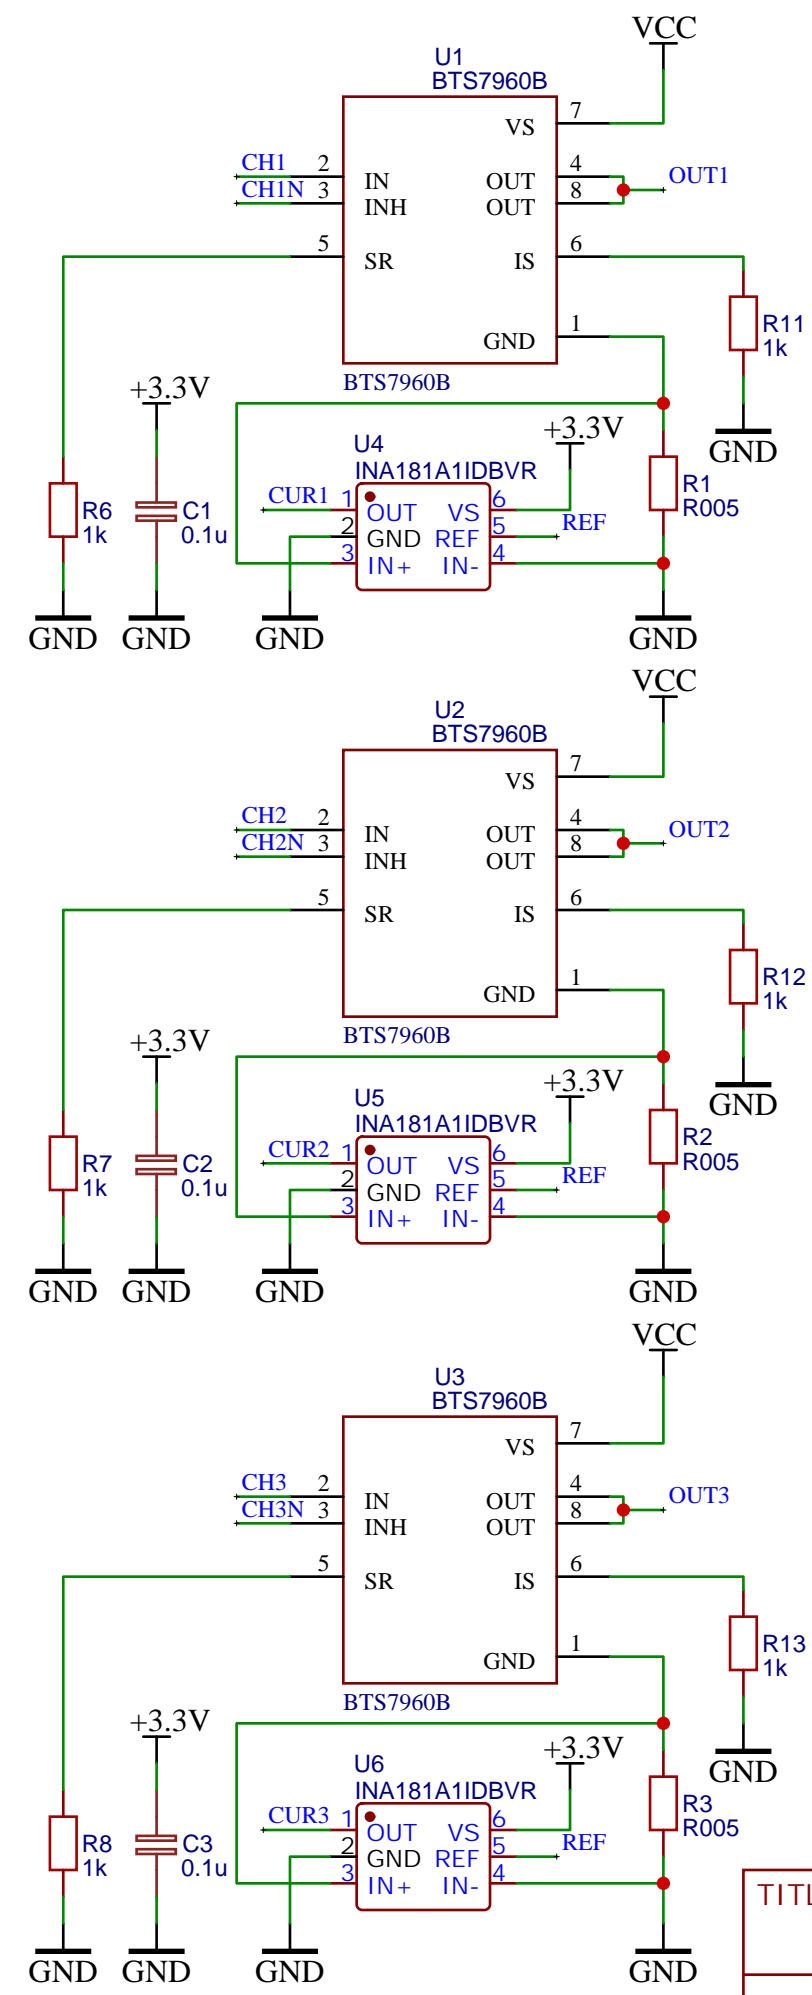 VCC
U1
BTS7960B
7
VS
CH1
2
IN
4
OUT
OUT1
CH1N
3
INH
8
OUT
5
SR
6
IS
R11
1k
1
GND
BTS7960B
GND
+3.3V
+3.3V
U4
INA181A1IDBVR
R6
1k
C1
0.1u
CUR1
1
OUT
VS
6
2
GND
REF
5
REF
3
IN+
IN-
4
R1
R005
GND
GND
GND
GND
VCC
U2
BTS7960B
7
VS
CH2
2
IN
4
OUT
OUT2
CH2N
3
INH
8
OUT
5
SR
6
IS
R12
1k
1
GND
BTS7960B
GND
+3.3V
+3.3V
U5
INA181A1IDBVR
R7
1k
C2
0.1u
CUR2
1
OUT
VS
6
2
GND
REF
5
REF
3
IN+
IN-
4
R2
R005
GND
GND
GND
GND
VCC
U3
BTS7960B
7
VS
CH3
2
IN
4
OUT
OUT3
CH3N
3
INH
8
OUT
5
SR
6
IS
R13
1k
1
GND
BTS7960B
GND
+3.3V
+3.3V
U6
INA181A1IDBVR
R8
1k
C3
0.1u
CUR3
1
OUT
VS
6
2
GND
REF
5
REF
3
IN+
IN-
4
R3
R005
GND
GND
GND
GND